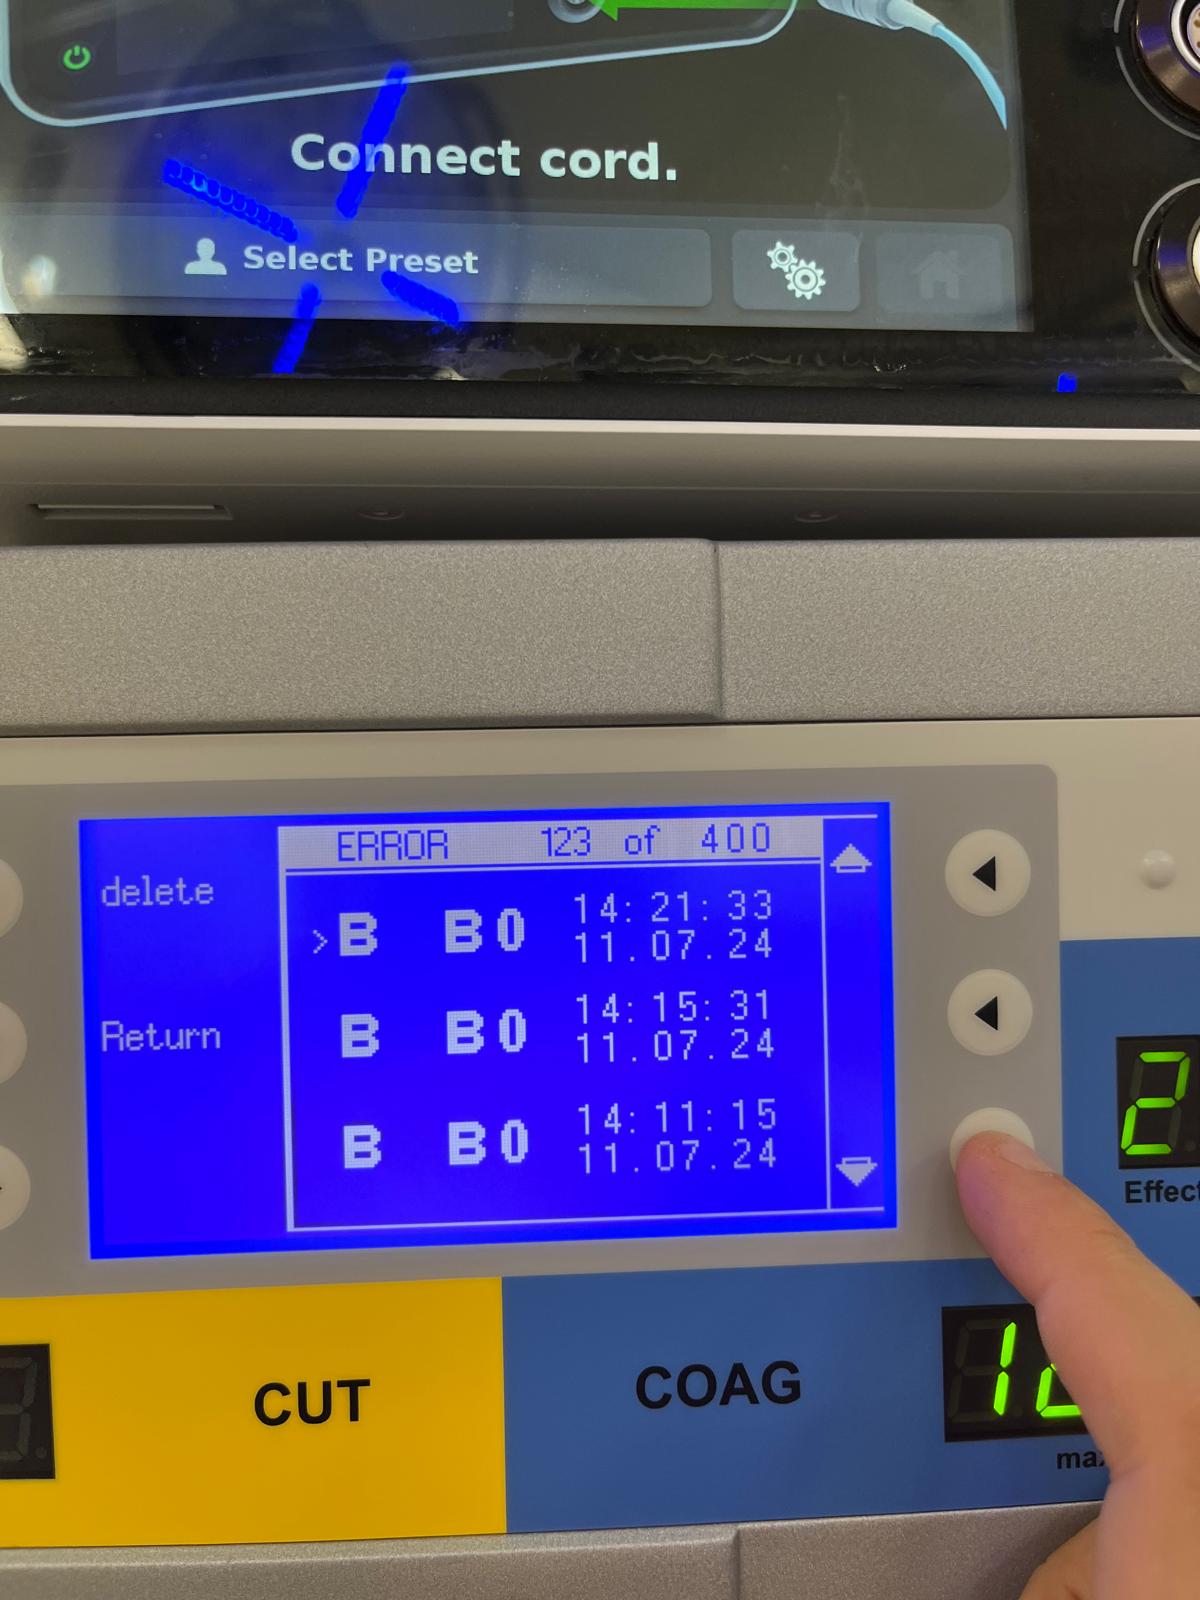 Connect cord.
Select Preset
ERROR 123 of 400
delete
>B B0 14:21:33
11.07.24
Return
B B0 14:15:31
11.07.24
B B0 14:11:15
11.07.24
2
CUT
COAG
1